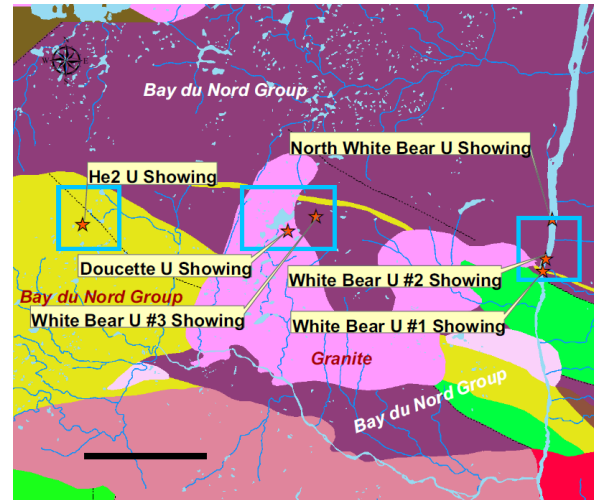 Bay du Nord Group
North White Bear U Showing
He2 U Showing
Doucette U Showing
White Bear U #2 Showing
Bay du Nord Group
White Bear U #3 Showing
White Bear U #1 Showing
Granite
Bay du Nord Group